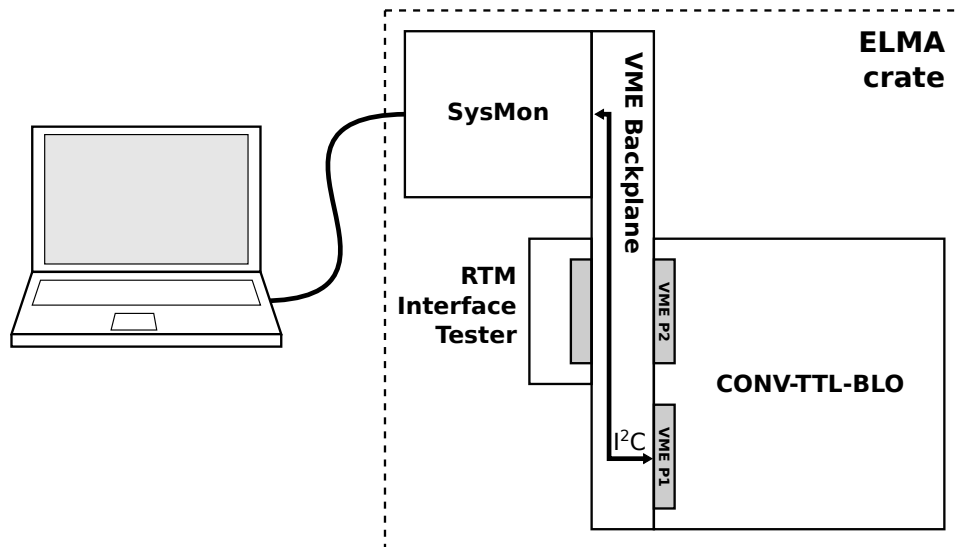 ELMA
crate
SysMon
VME Backplane
RTM
Interface
Tester
VME P2
CONV-TTL-BLO
I²C
VME P1